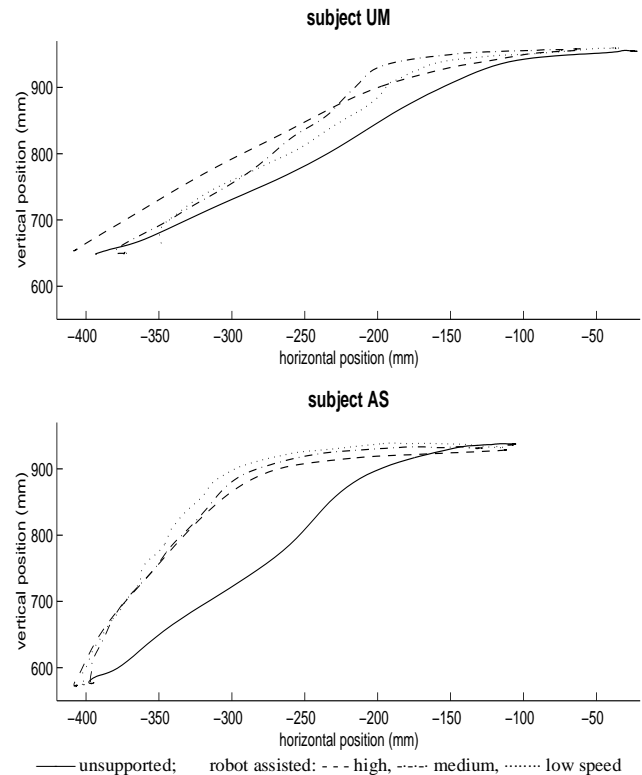 subject UM
vertical position (mm)
900
800
700
600
−400 −350 −300 −250 −200 −150 −100 −50
horizontal position (mm)
subject AS
vertical position (mm)
900
800
700
600
−400 −350 −300 −250 −200 −150 −100 −50
horizontal position (mm)
unsupported; robot assisted: high, medium, low speed